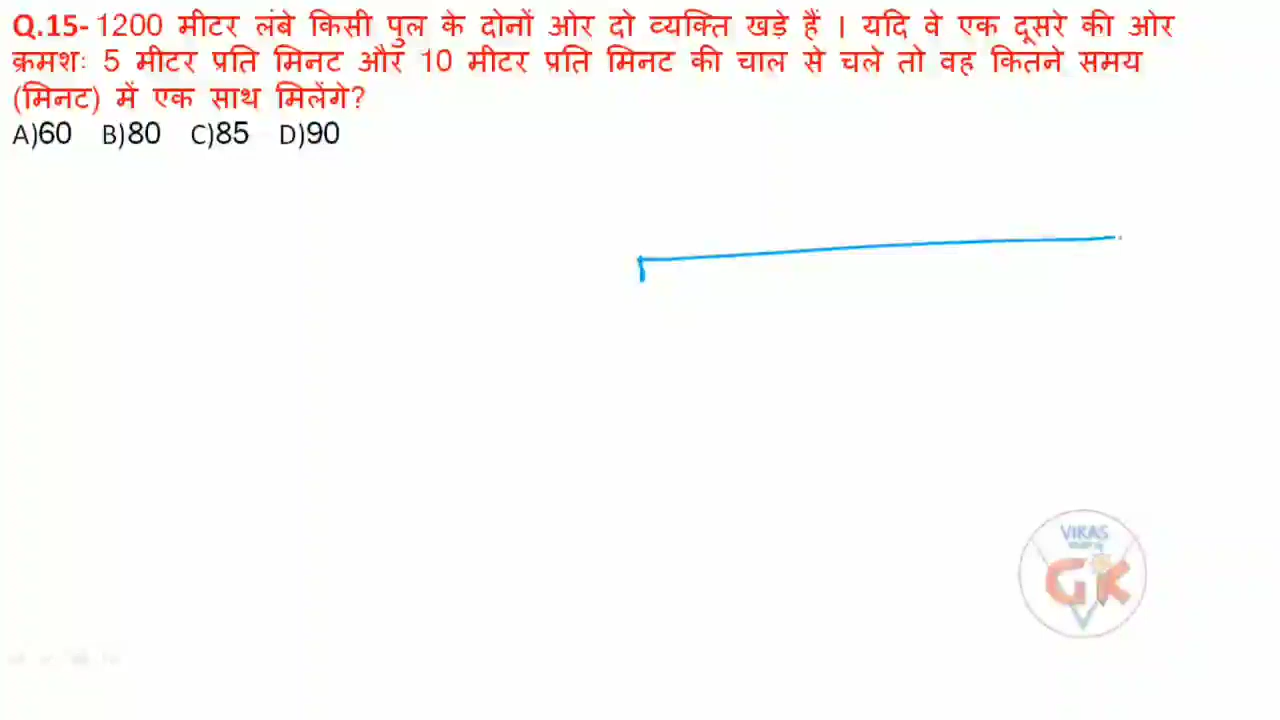 Q.15- 1200 मीटर लंबे किसी पुल के दोनों ओर दो व्यक्ति खड़े हैं । यदि वे एक दूसरे की ओर
क्रमशः 5 मीटर प्रति मिनट और 10 मीटर प्रति मिनट की चाल से चले तो वह कितने समय
(मिनट) में एक साथ मिलेंगे?
A)60 B)80 C)85 D)90
VIKAS
GK